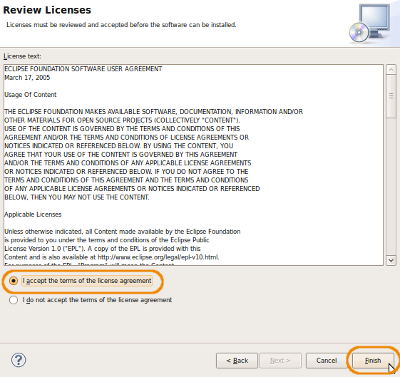 Review Licenses
Licenses must be reviewed and accepted before the software can be installed.
License text:
ECLIPSE FOUNDATION SOFTWARE USER AGREEMENT
March 17, 2005
Usage Of Content
THE ECLIPSE FOUNDATION MAKES AVAILABLE SOFTWARE, DOCUMENTATION, INFORMATION AND/OR
OTHER MATERIALS FOR OPEN SOURCE PROJECTS (COLLECTIVELY "CONTENT").
USE OF THE CONTENT IS GOVERNED BY THE TERMS AND CONDITIONS OF THIS
AGREEMENT AND/OR THE TERMS AND CONDITIONS OF LICENSE AGREEMENTS OR
NOTICES INDICATED OR REFERENCED BELOW. BY USING THE CONTENT, YOU
AGREE THAT YOUR USE OF THE CONTENT IS GOVERNED BY THIS AGREEMENT
AND/OR THE TERMS AND CONDITIONS OF ANY APPLICABLE LICENSE AGREEMENTS
OR NOTICES INDICATED OR REFERENCED BELOW. IF YOU DO NOT AGREE TO THE
TERMS AND CONDITIONS OF THIS AGREEMENT AND THE TERMS AND CONDITIONS
OF ANY APPLICABLE LICENSE AGREEMENTS OR NOTICES INDICATED OR REFERENCED
BELOW, THEN YOU MAY NOT USE THE CONTENT.
Applicable Licenses
Unless otherwise indicated, all Content made available by the Eclipse Foundation
is provided to you under the terms and conditions of the Eclipse Public
License Version 1.0 ("EPL"). A copy of the EPL is provided with this
Content and is also available at http://www.eclipse.org/legal/epl-v10.html.
For purposes of the EPL, "Program" will mean the Content.
I accept the terms of the license agreement
I do not accept the terms of the license agreement
? < Back Next > Cancel Finish